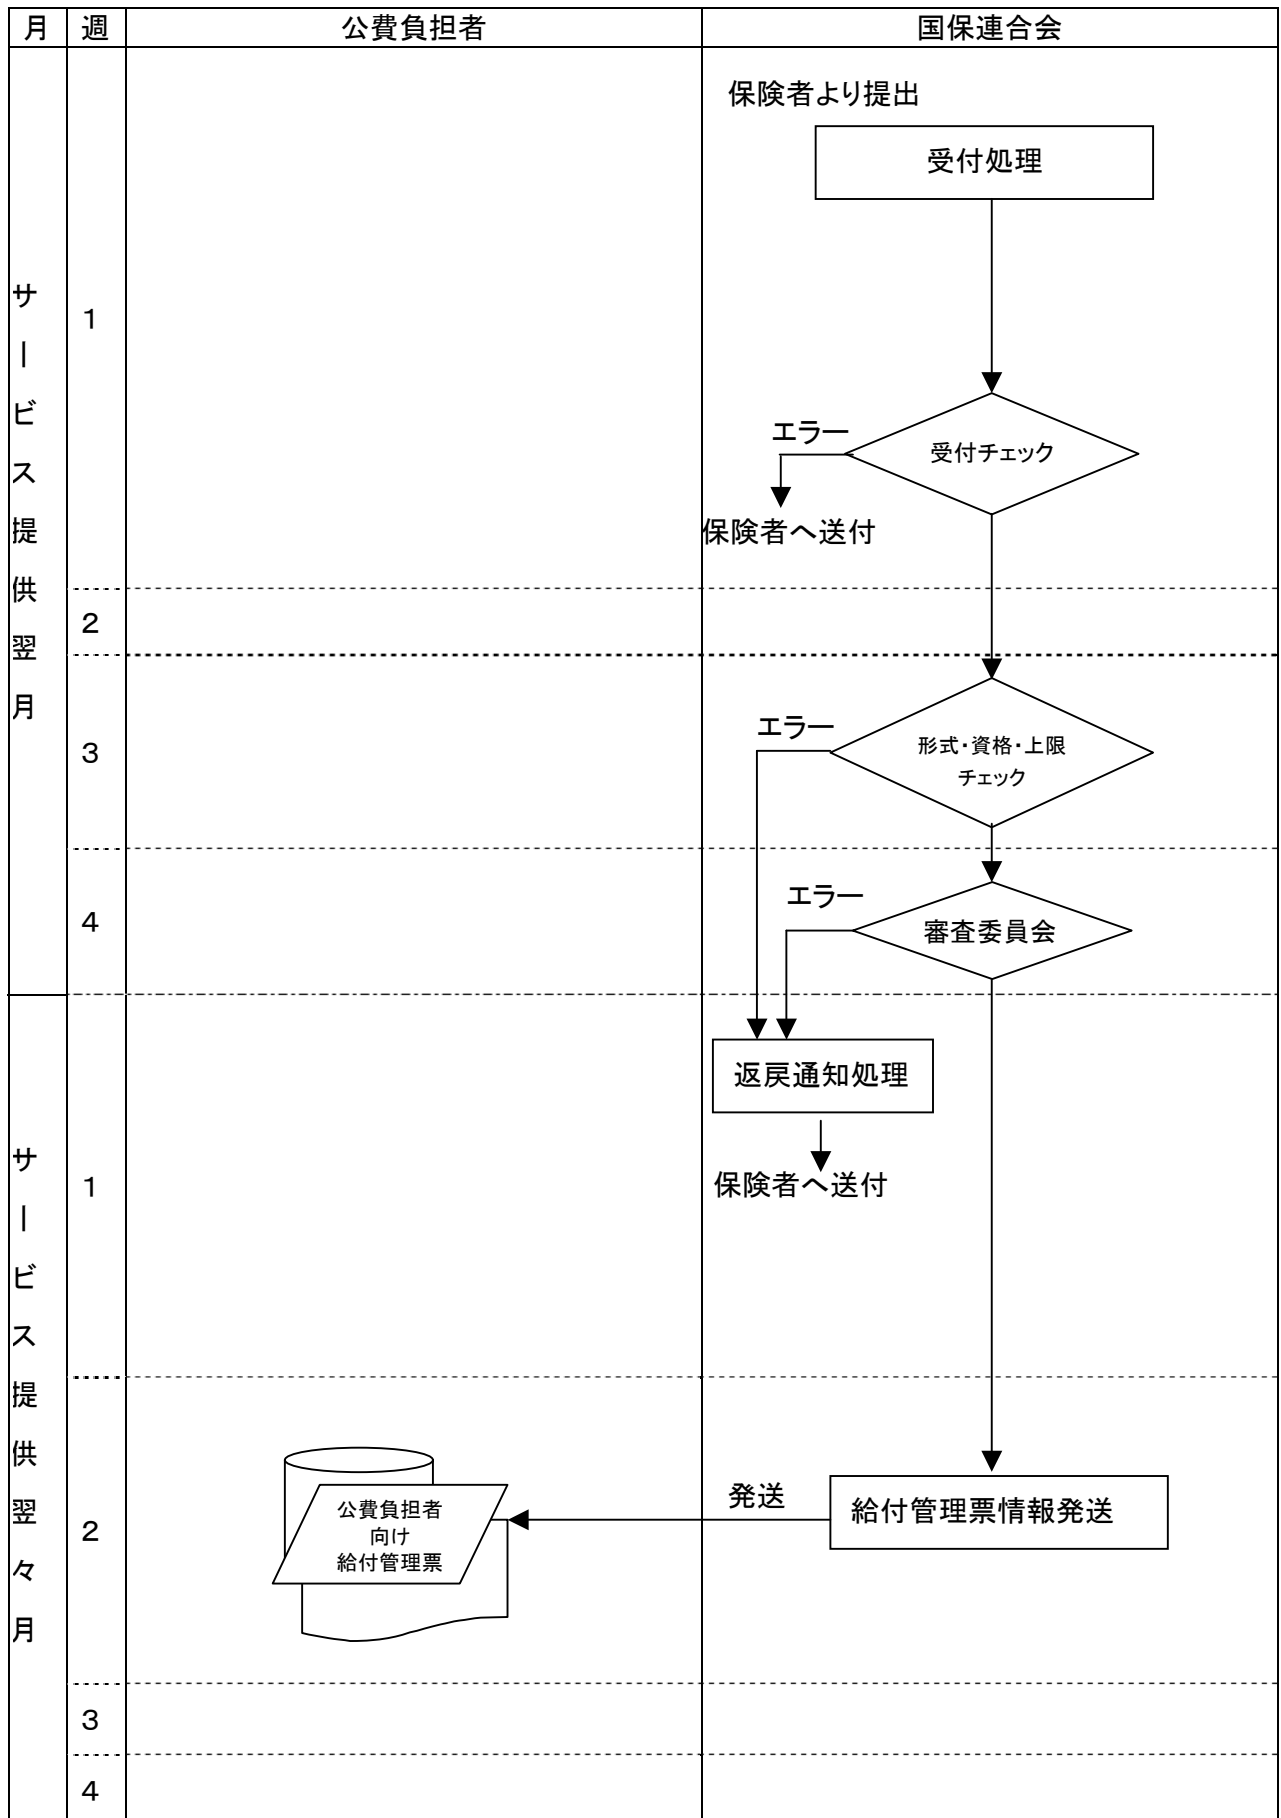 月 週 公費負担者 国保連合会
保険者より提出
受付処理
サービス提供翌月
1
エラー
受付チェック
保険者へ送付
2
3
エラー
形式・資格・上限
チェック
4
エラー
審査委員会
返戻通知処理
保険者へ送付
サービス提供翌々月
1
2
公費負担者
向け
給付管理票
発送
給付管理票情報発送
3
4